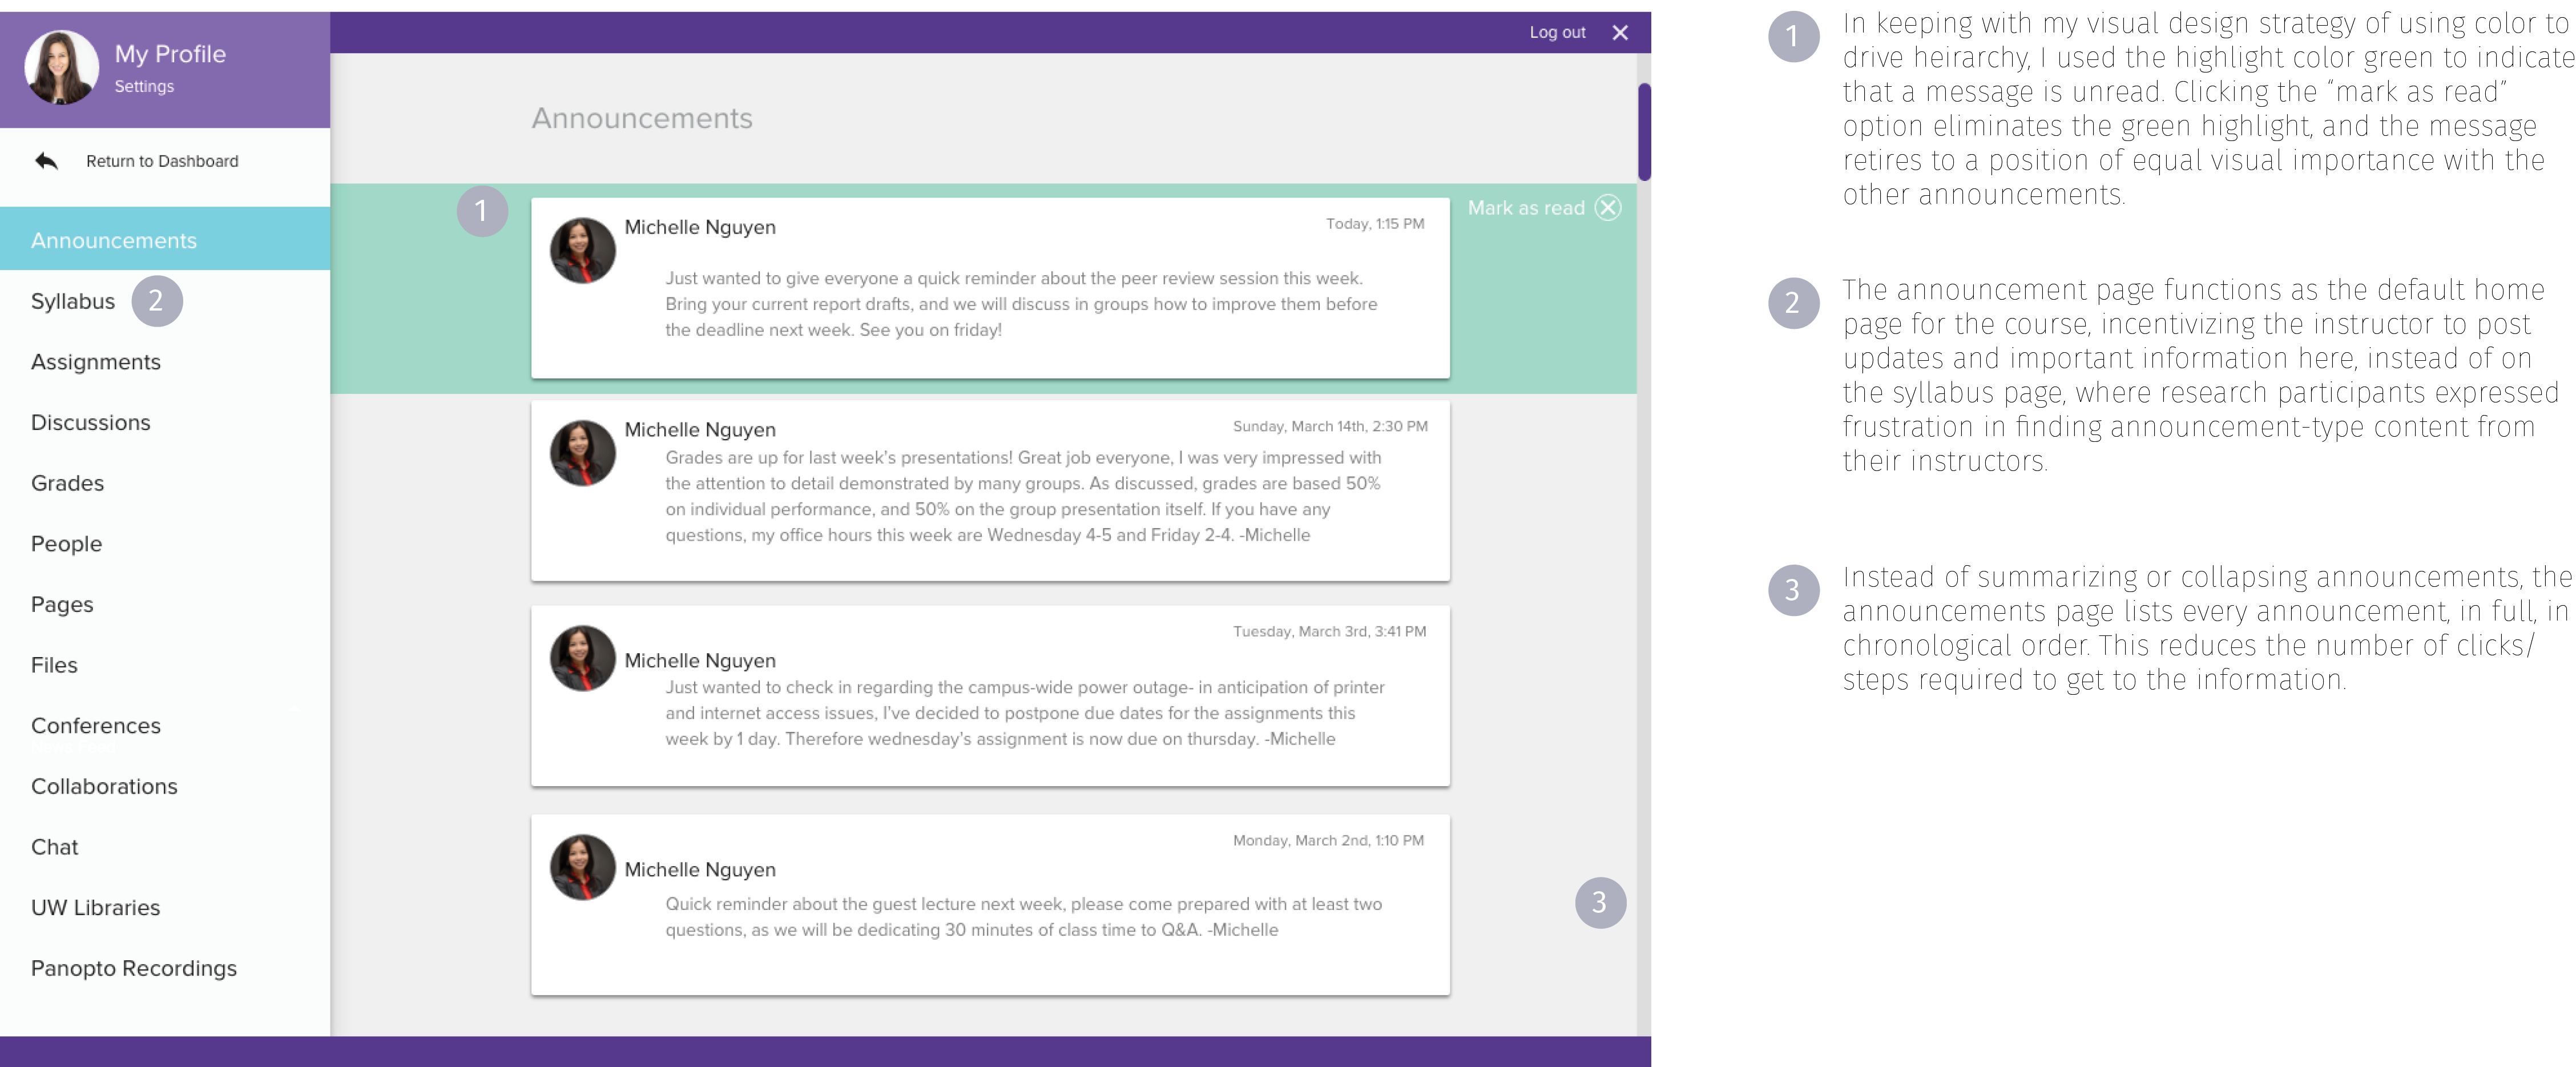 My Profile
Settings
Return to Dashboard
Announcements
Syllabus
2
Assignments
Discussions
Grades
People
Pages
Files
Conferences
Collaborations
Chat
UW Libraries
Panopto Recordings
Log out
Announcements
1
Mark as read
Michelle Nguyen
Today, 1:15 PM
Just wanted to give everyone a quick reminder about the peer review session this week.
Bring your current report drafts, and we will discuss in groups how to improve them before
the deadline next week. See you on friday!
Michelle Nguyen
Sunday, March 14th, 2:30 PM
Grades are up for last week's presentations! Great job everyone, I was very impressed with
the attention to detail demonstrated by many groups. As discussed, grades are based 50%
on individual performance, and 50% on the group presentation itself. If you have any
questions, my office hours this week are Wednesday 4-5 and Friday 2-4. -Michelle
Michelle Nguyen
Tuesday, March 3rd, 3:41 PM
Just wanted to check in regarding the campus-wide power outage- in anticipation of printer
and internet access issues, I've decided to postpone due dates for the assignments this
week by 1 day. Therefore wednesday's assignment is now due on thursday. -Michelle
Michelle Nguyen
Monday, March 2nd, 1:10 PM
Quick reminder about the guest lecture next week, please come prepared with at least two
questions, as we will be dedicating 30 minutes of class time to Q&A. -Michelle
3
1
In keeping with my visual design strategy of using color to
drive heirarchy, I used the highlight color green to indicate
that a message is unread. Clicking the “mark as read”
option eliminates the green highlight, and the message
retires to a position of equal visual importance with the
other announcements.
2
The announcement page functions as the default home
page for the course, incentivizing the instructor to post
updates and important information here, instead of on
the syllabus page, where research participants expressed
frustration in finding announcement-type content from
their instructors.
3
Instead of summarizing or collapsing announcements, the
announcements page lists every announcement, in full, in
chronological order. This reduces the number of clicks/
steps required to get to the information.